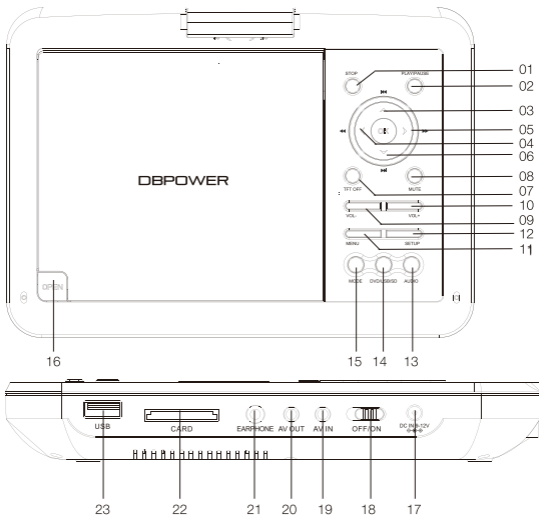 STOP
PLAY/PAUSE
01
02
03
OK
05
04
06
DBPOWER
TFT OFF
MUTE
08
07
VOL-
VOL+
10
09
MENU
SETUP
12
11
OPEN
MODE
DVD/USB/SD
AUDIO
16
15
14
13
USB
CARD
EARPHONE
AV OUT
AV IN
OFF/ON
DC IN 9-12V
23
22
21
20
19
18
17